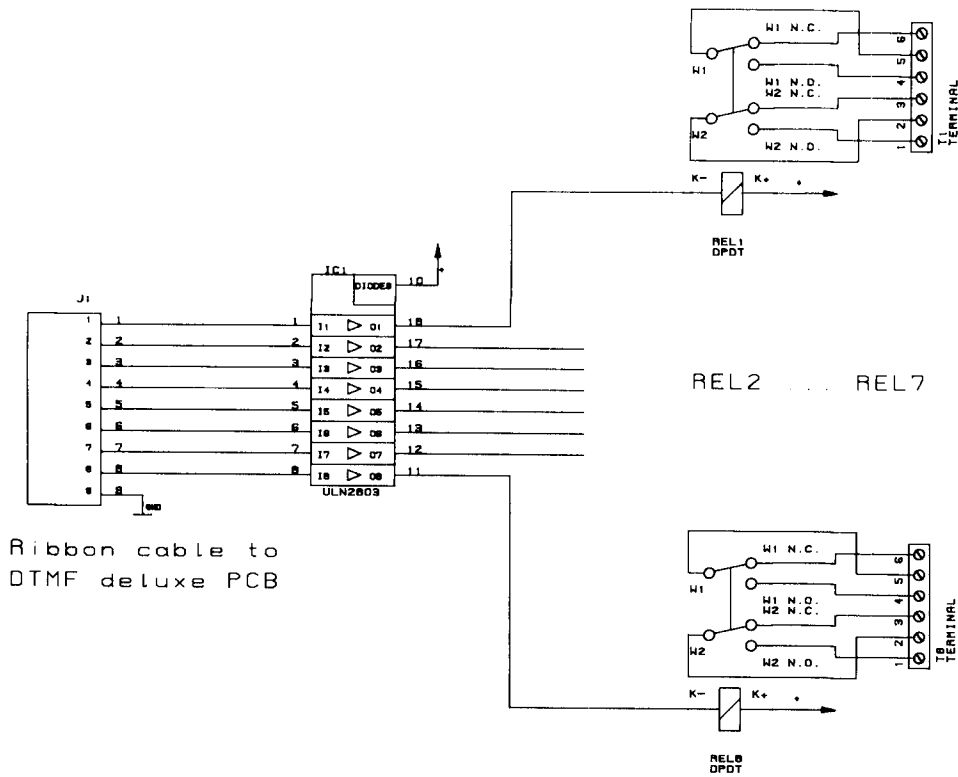 W1 N.C.
W1
W1 N.O.
W2 N.C.
W2
W2 N.O.
6
5
4
3
2
1
T1
TERMINAL
K-
K+
+
REL1
DPDT
IC1
DIODES
10
+
J1
1 1 1 I1 O1 18
2 2 2 I2 O2 17
3 3 3 I3 O3 16
4 4 4 I4 O4 15
5 5 5 I5 O5 14
6 6 6 I6 O6 13
7 7 7 I7 O7 12
8 8 8 I8 O8 11
9 9
GND
ULN2803
REL2 ... REL7
Ribbon cable to
DTMF deluxe PCB
W1 N.C.
W1
W1 N.O.
W2 N.C.
W2
W2 N.O.
6
5
4
3
2
1
T8
TERMINAL
K-
K+
+
REL8
DPDT